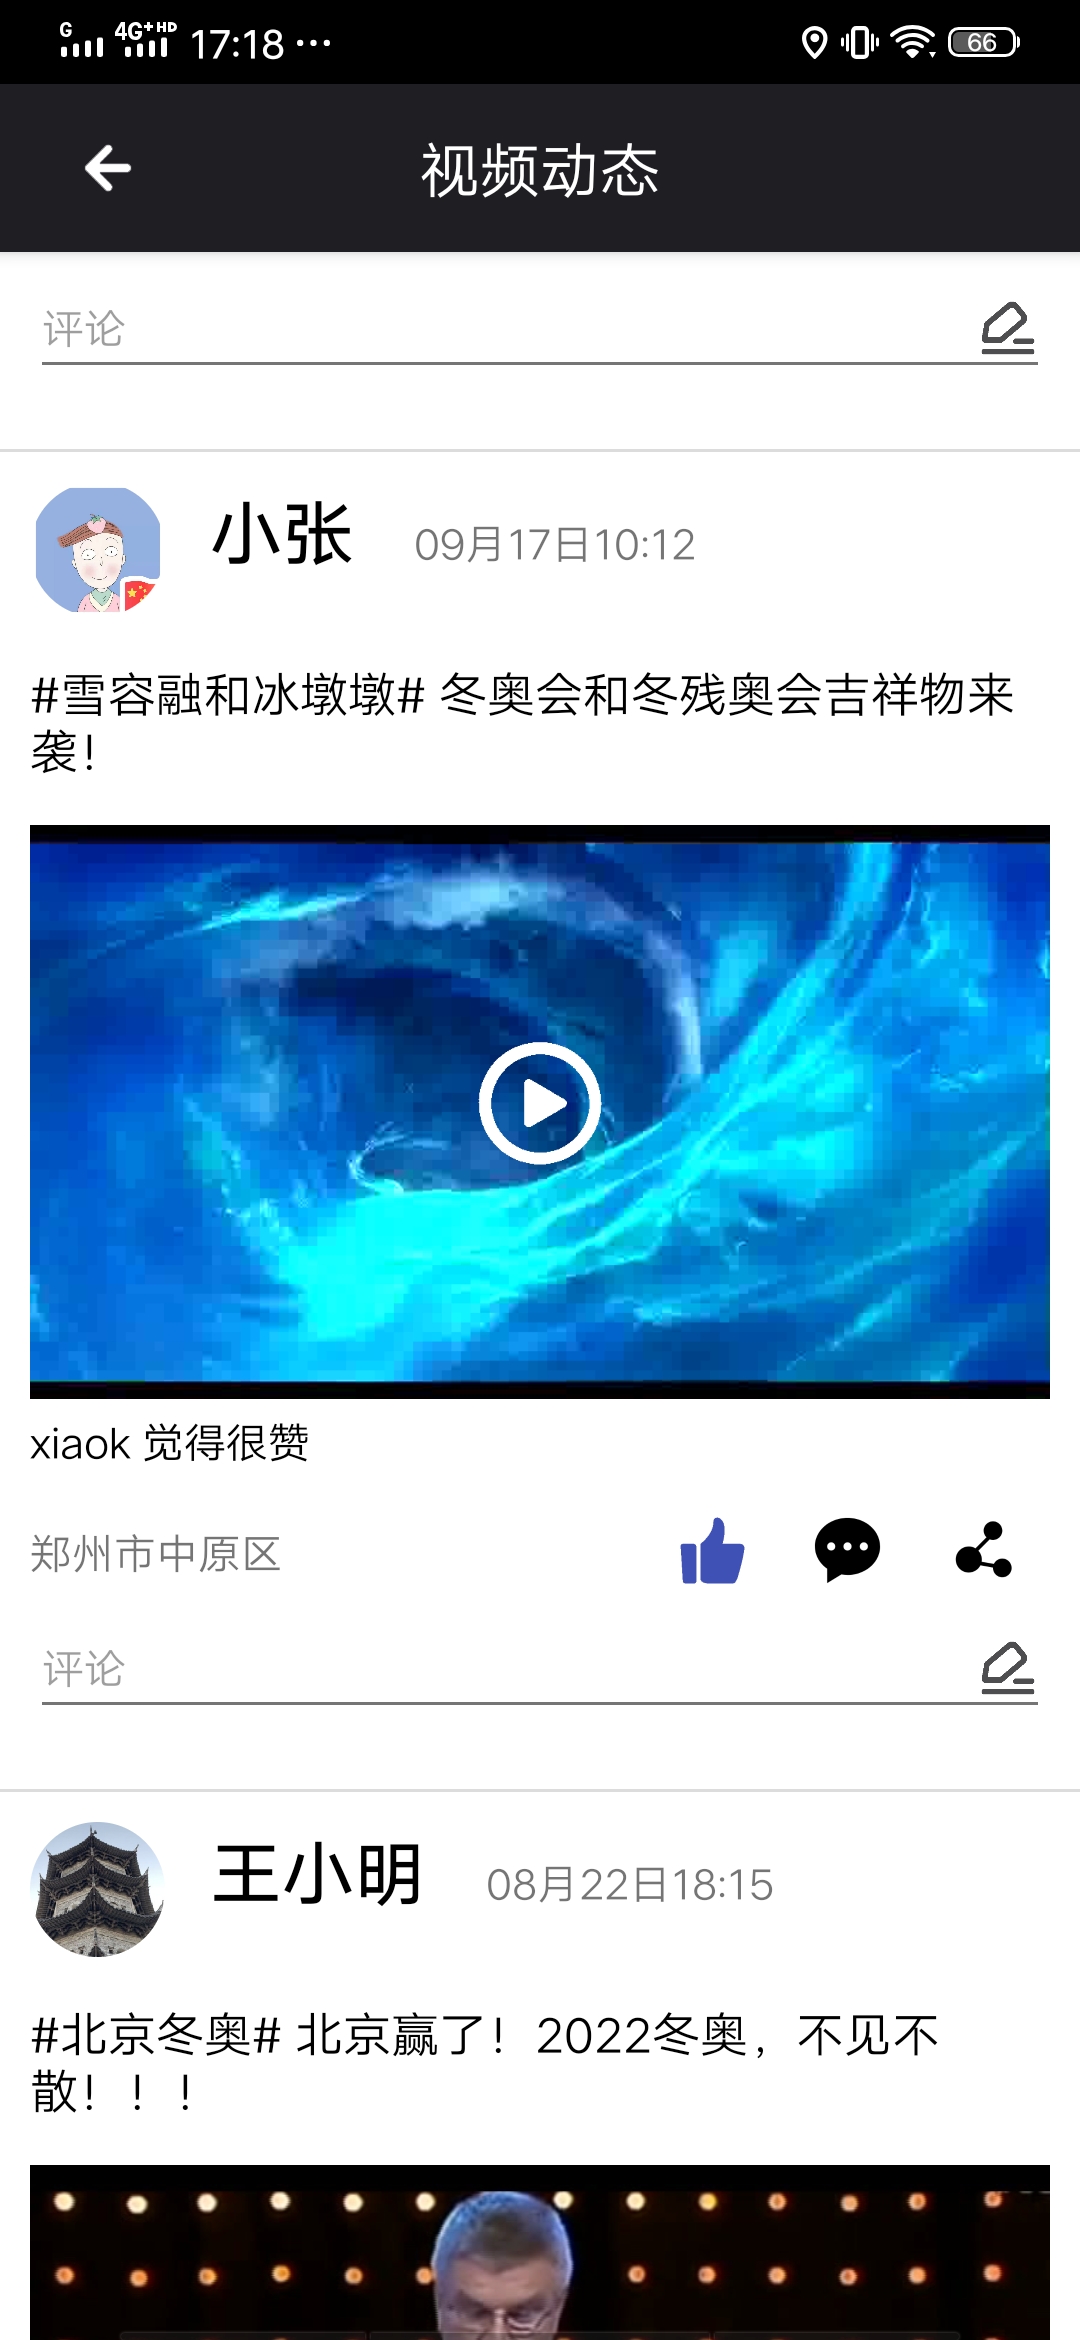 G 4G+HD 17:18 ··· 66
视频动态
评论
小张 09月17日10:12
#雪容融和冰墩墩# 冬奥会和冬残奥会吉祥物来
袭！
xiaok 觉得很赞
郑州市中原区
评论
王小明 08月22日18:15
#北京冬奥# 北京赢了！2022冬奥，不见不
散！！！